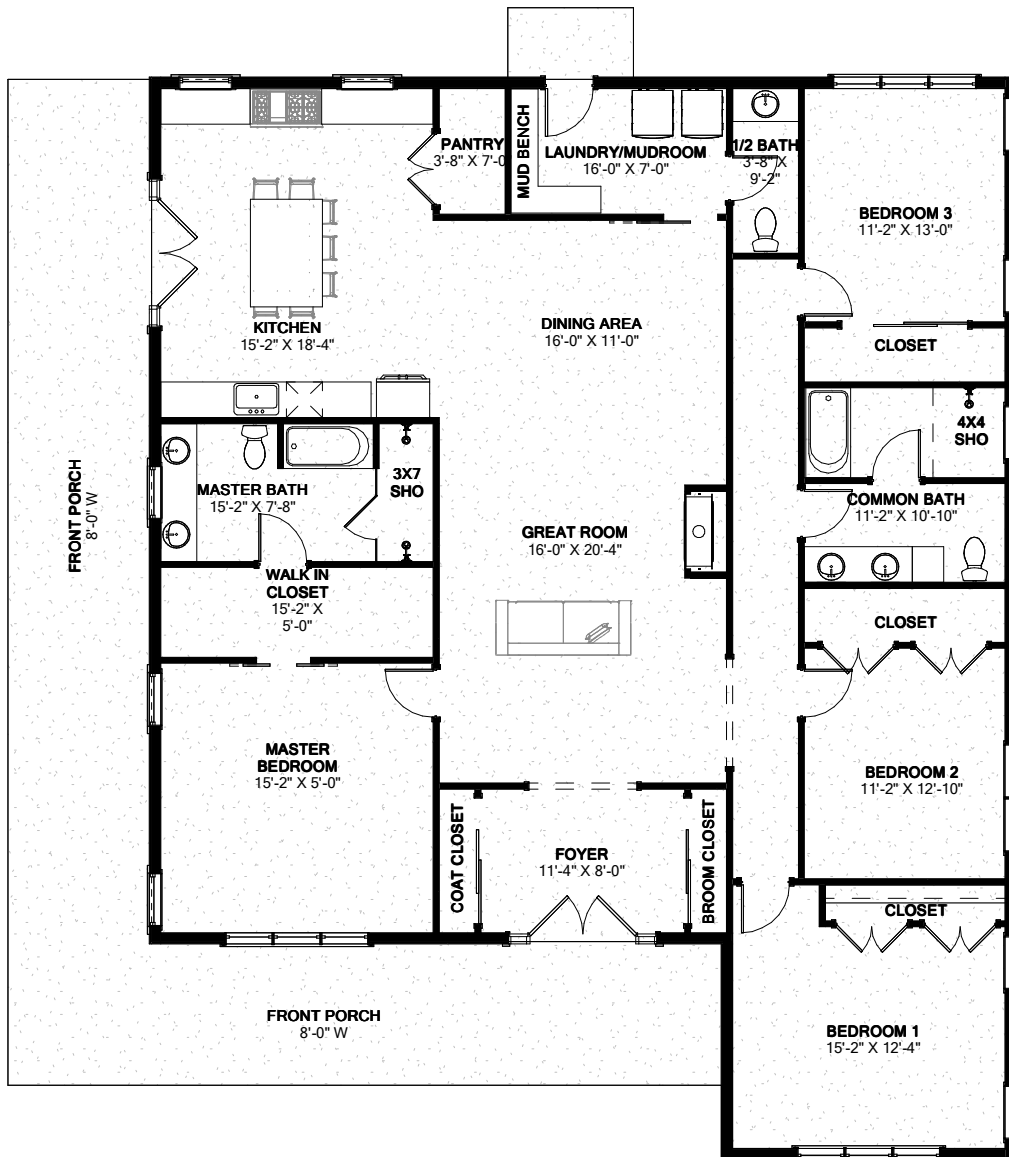 PANTRY
3'-8" X 7'-0
MUD BENCH
LAUNDRY/MUDROOM
16'-0" X 7'-0"
1/2 BATH
3'-8" X
9'-2"
BEDROOM 3
11'-2" X 13'-0"
KITCHEN
15'-2" X 18'-4"
DINING AREA
16'-0" X 11'-0"
CLOSET
4X4
SHO
3X7
SHO
MASTER BATH
15'-2" X 7'-8"
COMMON BATH
11'-2" X 10'-10"
FRONT PORCH
8'-0" W
GREAT ROOM
16'-0" X 20'-4"
WALK IN
CLOSET
15'-2" X
5'-0"
CLOSET
MASTER
BEDROOM
15'-2" X 5'-0"
BEDROOM 2
11'-2" X 12'-10"
COAT CLOSET
FOYER
11'-4" X 8'-0"
BROOM CLOSET
CLOSET
FRONT PORCH
8'-0" W
BEDROOM 1
15'-2" X 12'-4"